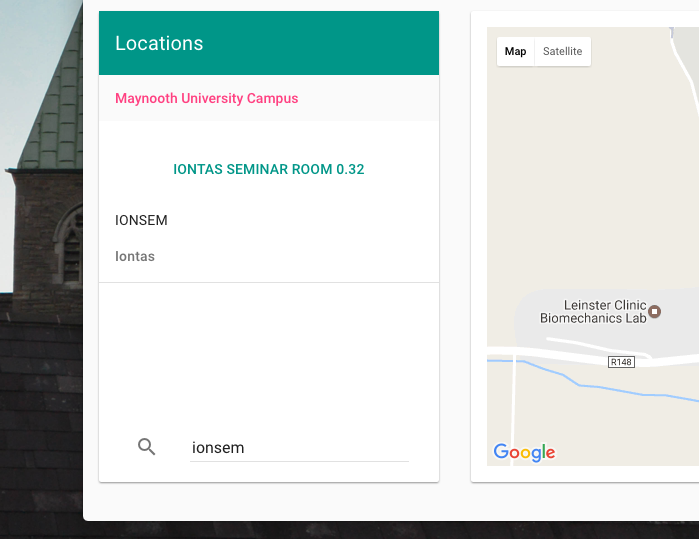 Locations
Maynooth University Campus
IONTAS SEMINAR ROOM 0.32
IONSEM
Iontas
ionsem
Map Satellite
Leinster Clinic
Biomechanics Lab
R148
Google